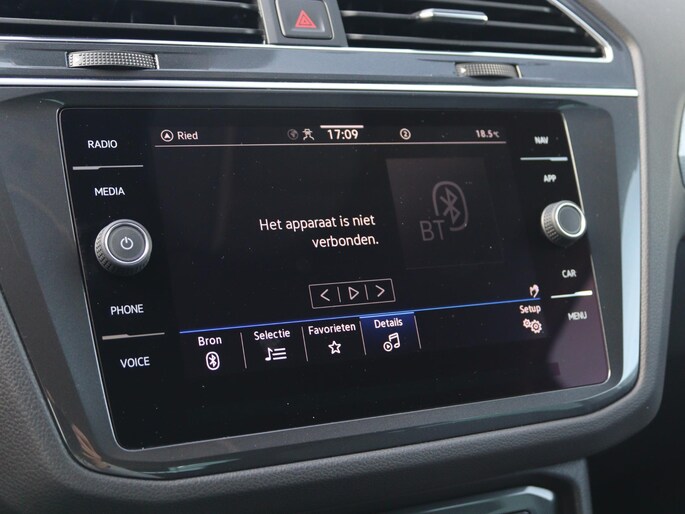 Ried
17:09
2
18.5°C
RADIO
MEDIA
PHONE
VOICE
NAV
APP
CAR
MENU
Het apparaat is niet
verbonden.
BT
Bron
Selectie
Favorieten
Details
Setup